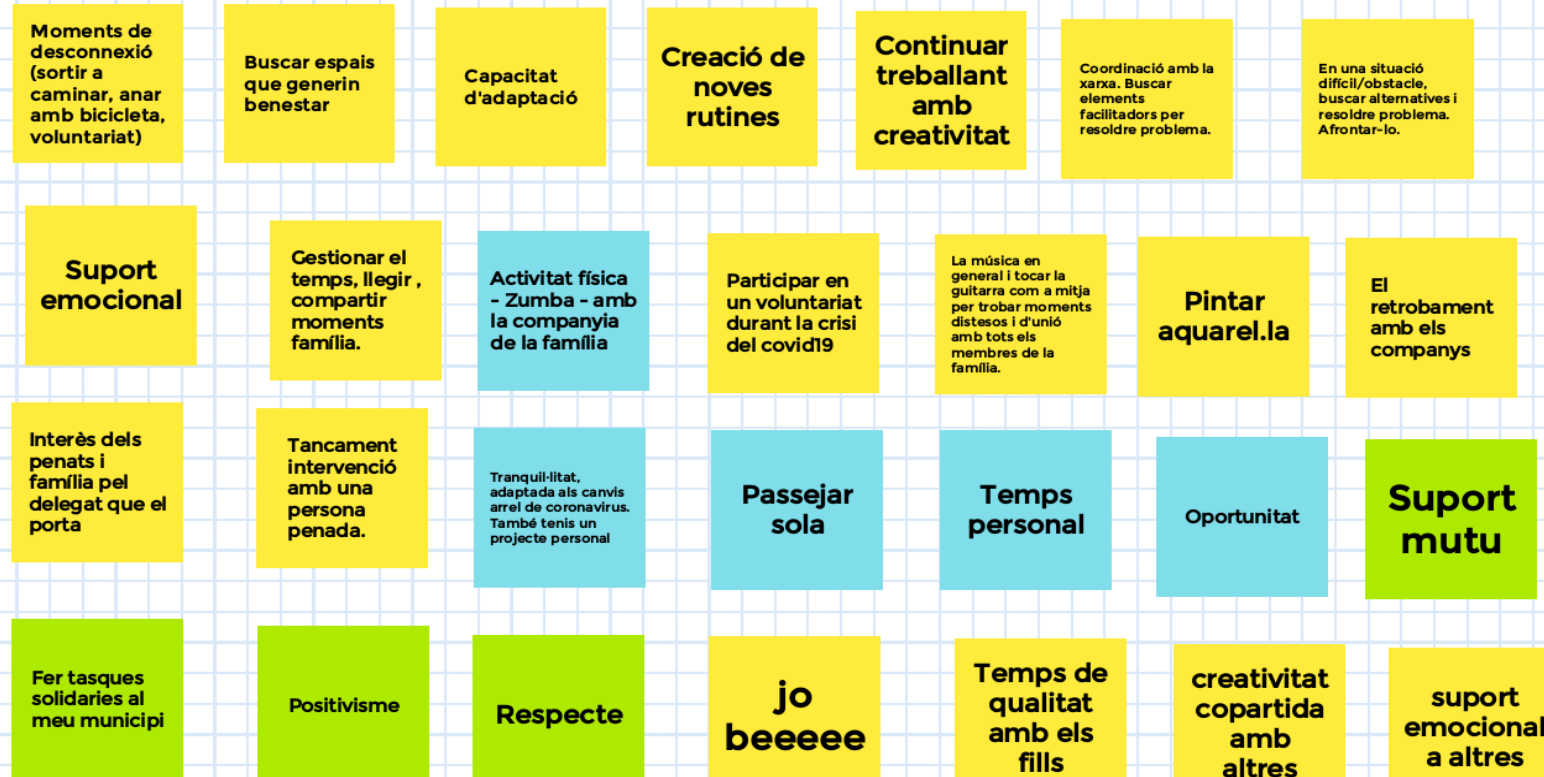 Moments de
desconnexió
(sortir a
caminar, anar
amb bicicleta,
voluntariat)
Buscar espais
que generin
benestar
Capacitat
d'adaptació
Creació de
noves
rutines
Continuar
treballant
amb
creativitat
Coordinació amb la
xarxa. Buscar
elements
facilitadors per
resoldre problema.
En una situació
difícil/obstacle,
buscar alternatives i
resoldre problema.
Afrontar-lo.
Suport
emocional
Gestionar el
temps, llegir ,
compartir
moments
família.
Activitat física
- Zumba - amb
la companyia
de la família
Participar en
un voluntariat
durant la crisi
del covid19
La música en
general i tocar la
guitarra com a mitja
per trobar moments
distesos i d'unió
amb tots els
membres de la
família.
Pintar
aquarel.la
El
retrobament
amb els
companys
Interès dels
penats i
família pel
delegat que el
porta
Tancament
intervenció
amb una
persona
penada.
Tranquil·litat,
adaptada als canvis
arrel de coronavirus.
També tenis un
projecte personal
Passejar
sola
Temps
personal
Oportunitat
Suport
mutu
Fer tasques
solidaries al
meu municipi
Positivisme
Respecte
jo
beeeee
Temps de
qualitat
amb els
fills
creativitat
copartida
amb
altres
suport
emocional
a altres